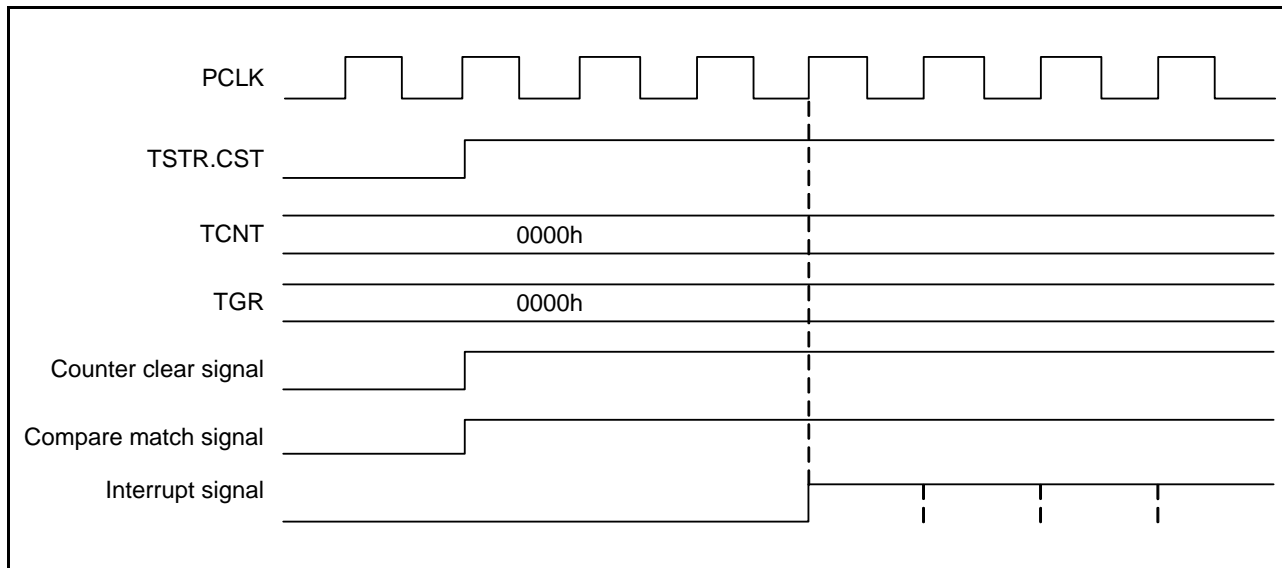 PCLK
TSTR.CST
TCNT
0000h
TGR
0000h
Counter clear signal
Compare match signal
Interrupt signal